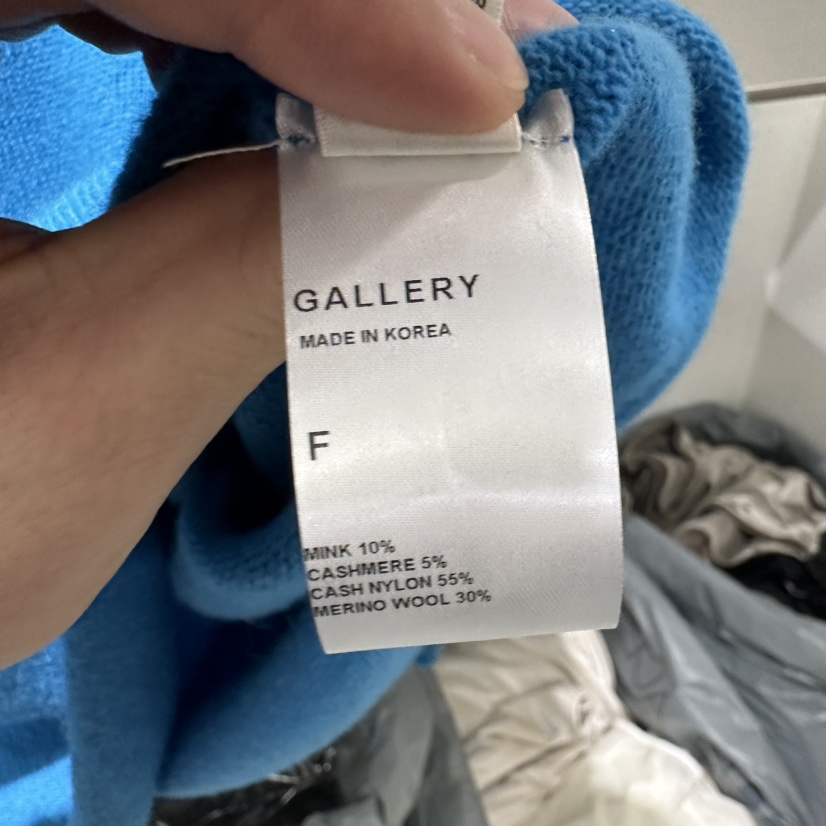 GALLERY
MADE IN KOREA
F
MINK 10%
CASHMERE 5%
CASH NYLON 55%
MERINO WOOL 30%